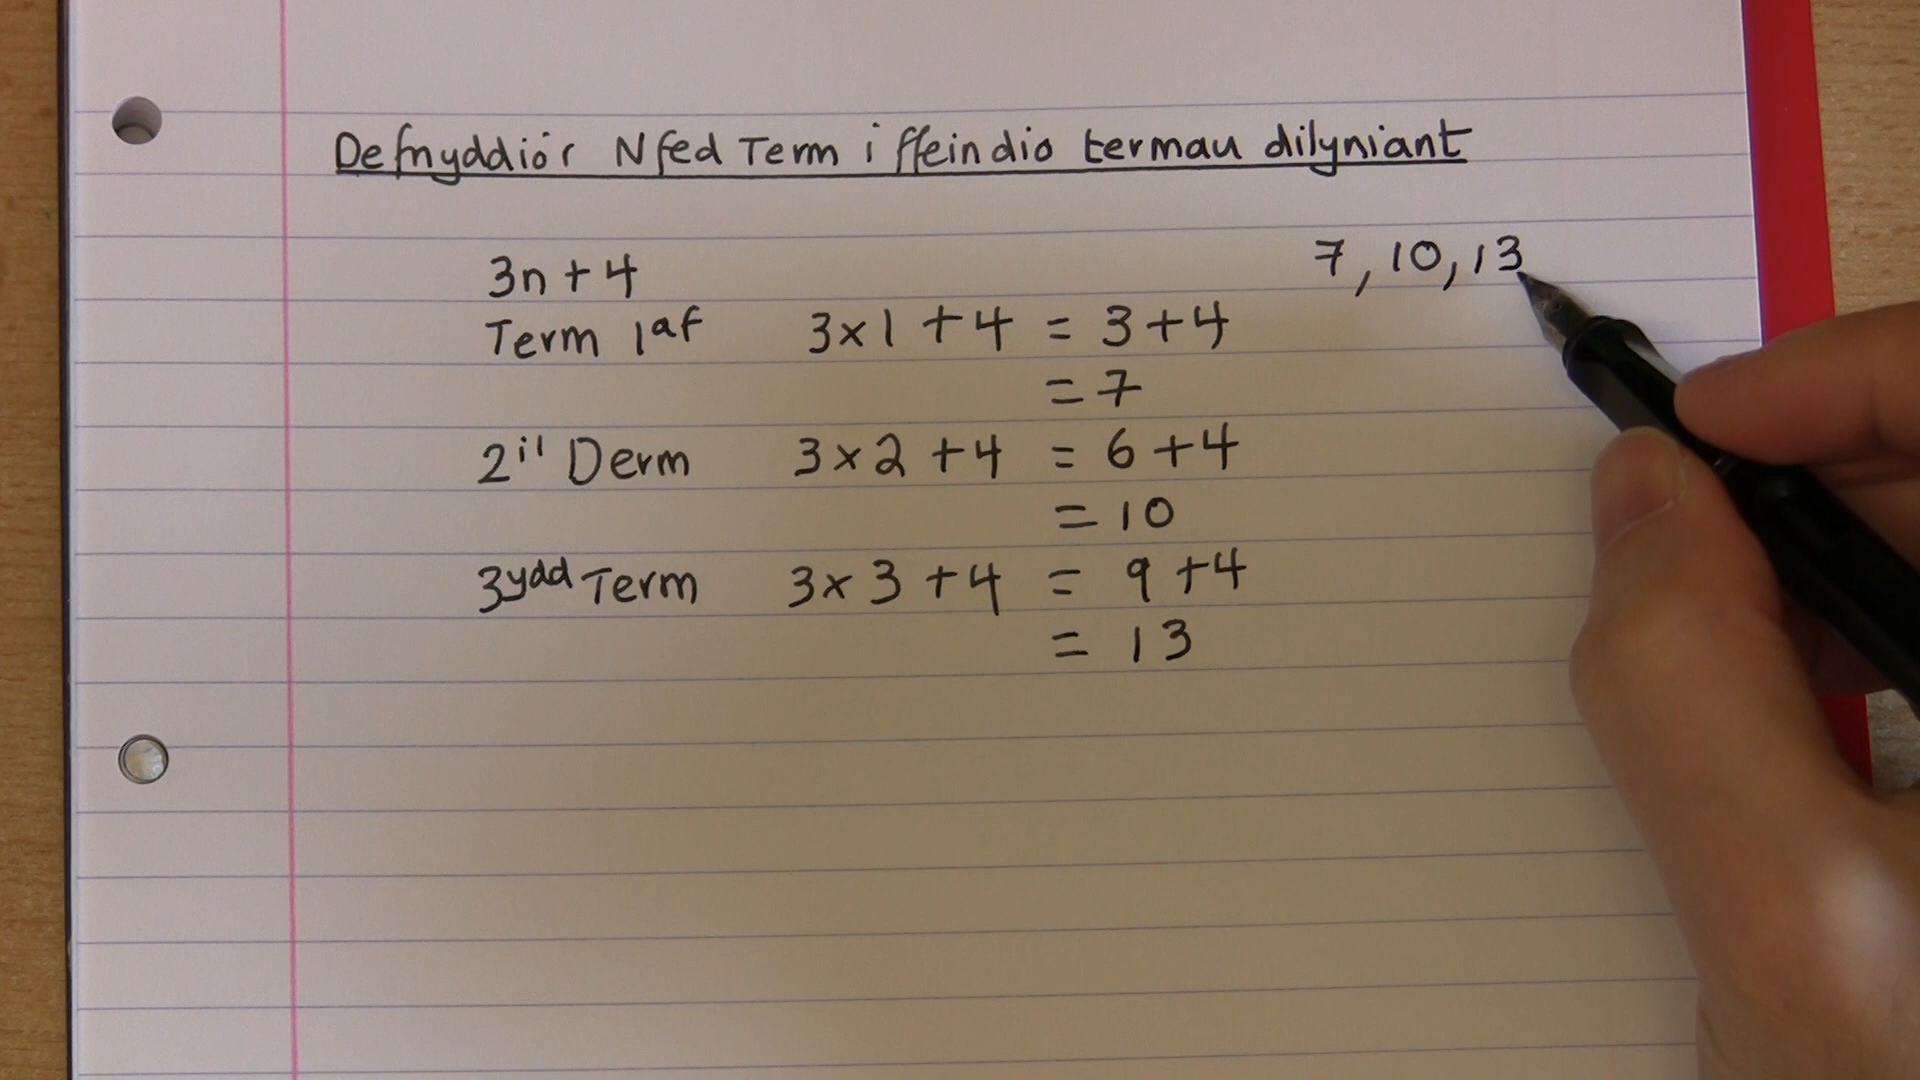 Defnyddio'r Nfed Term i ffeindio termau dilyniant
3n + 4
7, 10, 13
Term 1af 3 × 1 + 4 = 3 + 4
= 7
2il Derm 3 × 2 + 4 = 6 + 4
= 10
3ydd Term 3 × 3 + 4 = 9 + 4
= 13